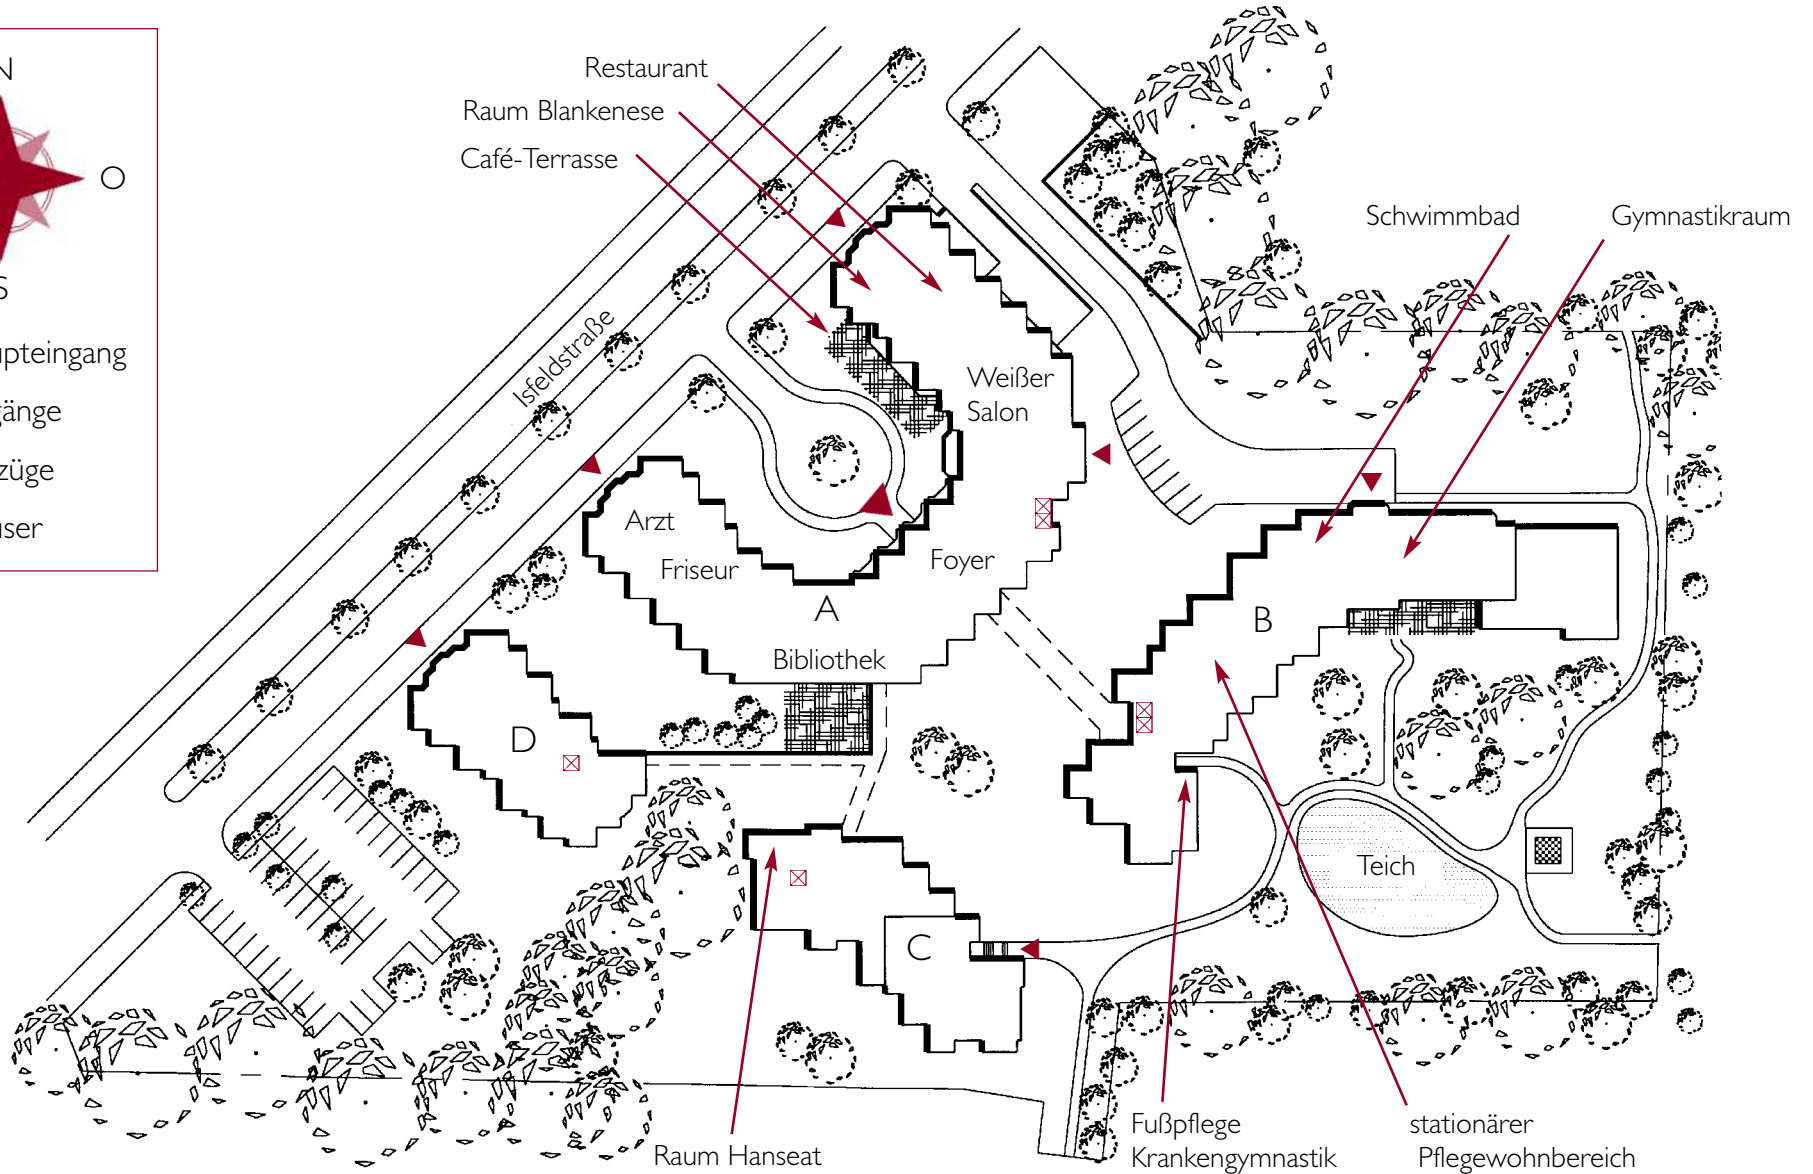 N
O
S
upteingang
gänge
züge
user
Restaurant
Raum Blankenese
Café-Terrasse
Isfeldstraße
Schwimmbad
Gymnastikraum
Weißer
Salon
Arzt
Friseur
Foyer
A
B
Bibliothek
D
C
Teich
Raum Hanseat
Fußpflege
Krankengymnastik
stationärer
Pflegewohnbereich